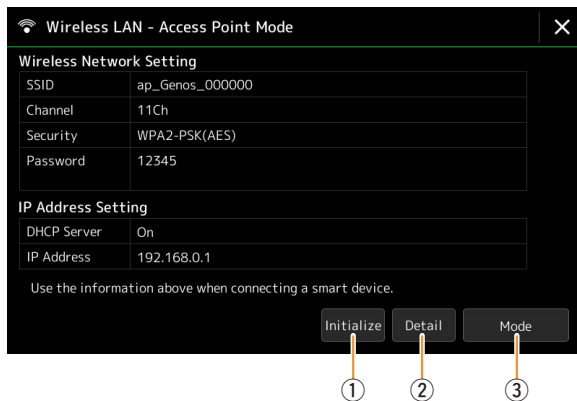 Wireless LAN - Access Point Mode
Wireless Network Setting
SSID ap_Genos_000000
Channel 11Ch
Security WPA2-PSK(AES)
Password 12345
IP Address Setting
DHCP Server On
IP Address 192.168.0.1
Use the information above when connecting a smart device.
Initialize Detail Mode
① ② ③